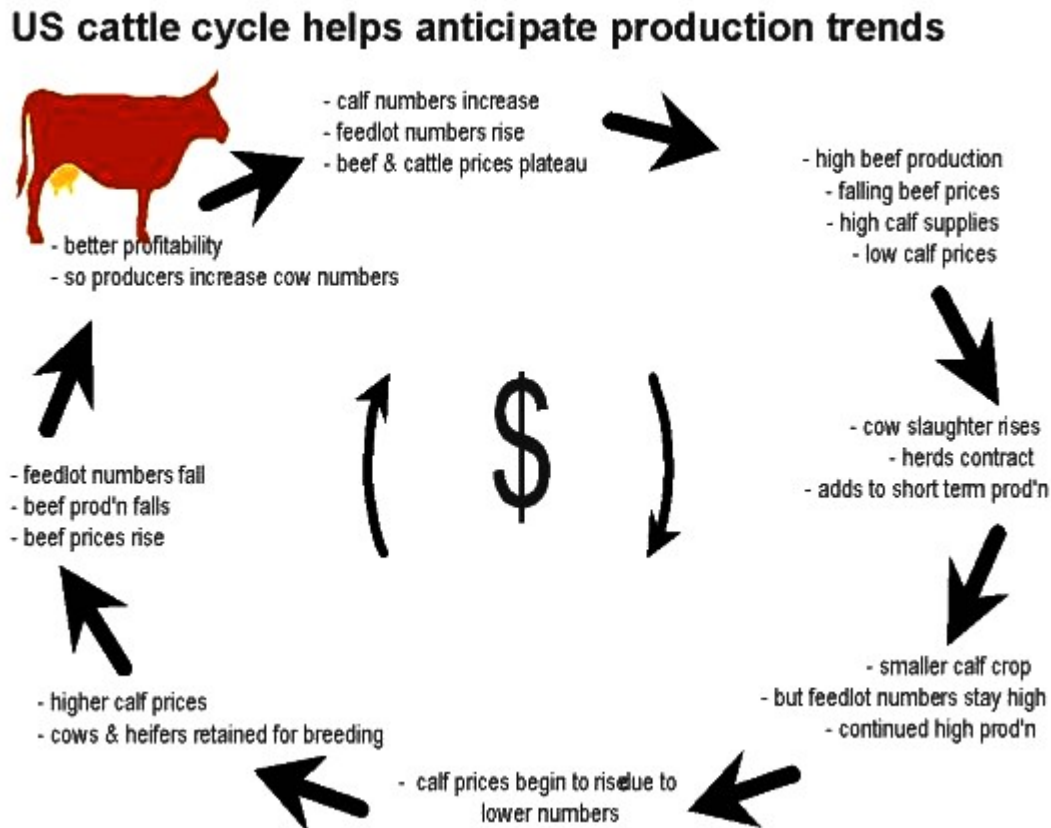 US cattle cycle helps anticipate production trends
- calf numbers increase
- feedlot numbers rise
- beef & cattle prices plateau
- high beef production
- falling beef prices
- high calf supplies
- low calf prices
- cow slaughter rises
- herds contract
- adds to short term prod'n
- smaller calf crop
- but feedlot numbers stay high
- continued high prod'n
- calf prices begin to rise due to
lower numbers
- higher calf prices
- cows & heifers retained for breeding
- feedlot numbers fall
- beef prod'n falls
- beef prices rise
- better profitability
- so producers increase cow numbers
$